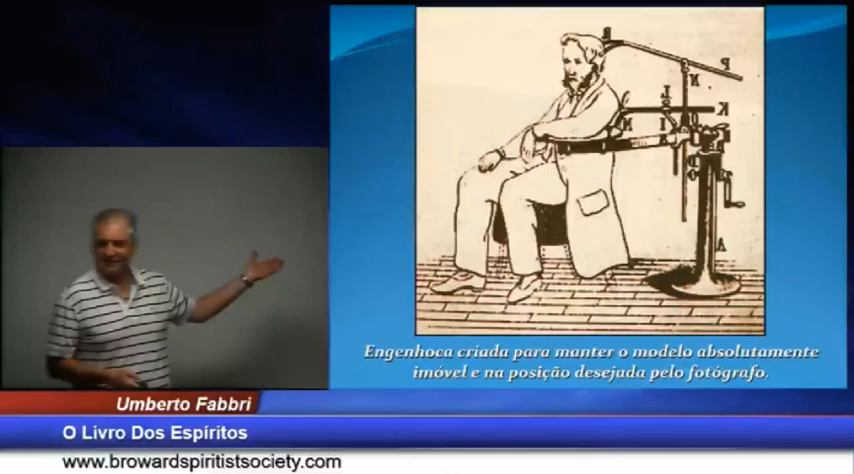 Engenhoca criada para manter o modelo absolutamente
imóvel e na posição desejada pelo fotógrafo.
Umberto Fabbri
O Livro Dos Espíritos
www.browardspiritistsociety.com